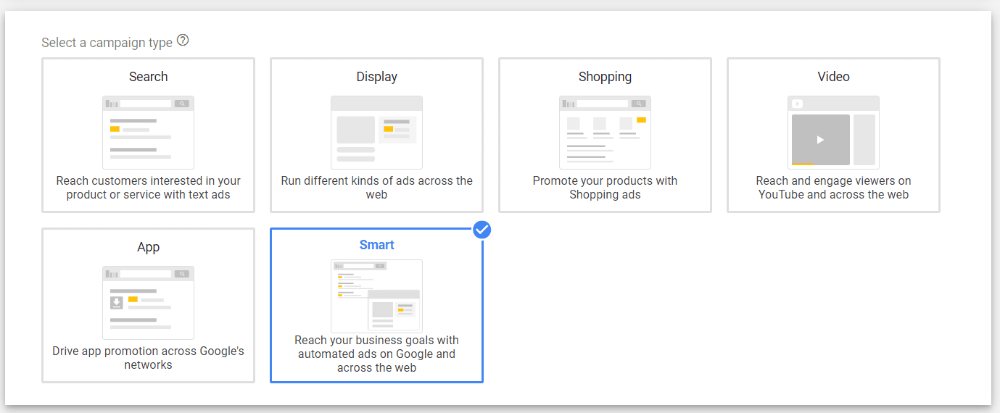 Select a campaign type
Search
Display
Shopping
Video
Reach customers interested in your
product or service with text ads
Run different kinds of ads across the
web
Promote your products with
Shopping ads
Reach and engage viewers on
YouTube and across the web
App
Smart
Drive app promotion across Google's
networks
Reach your business goals with
automated ads on Google and
across the web